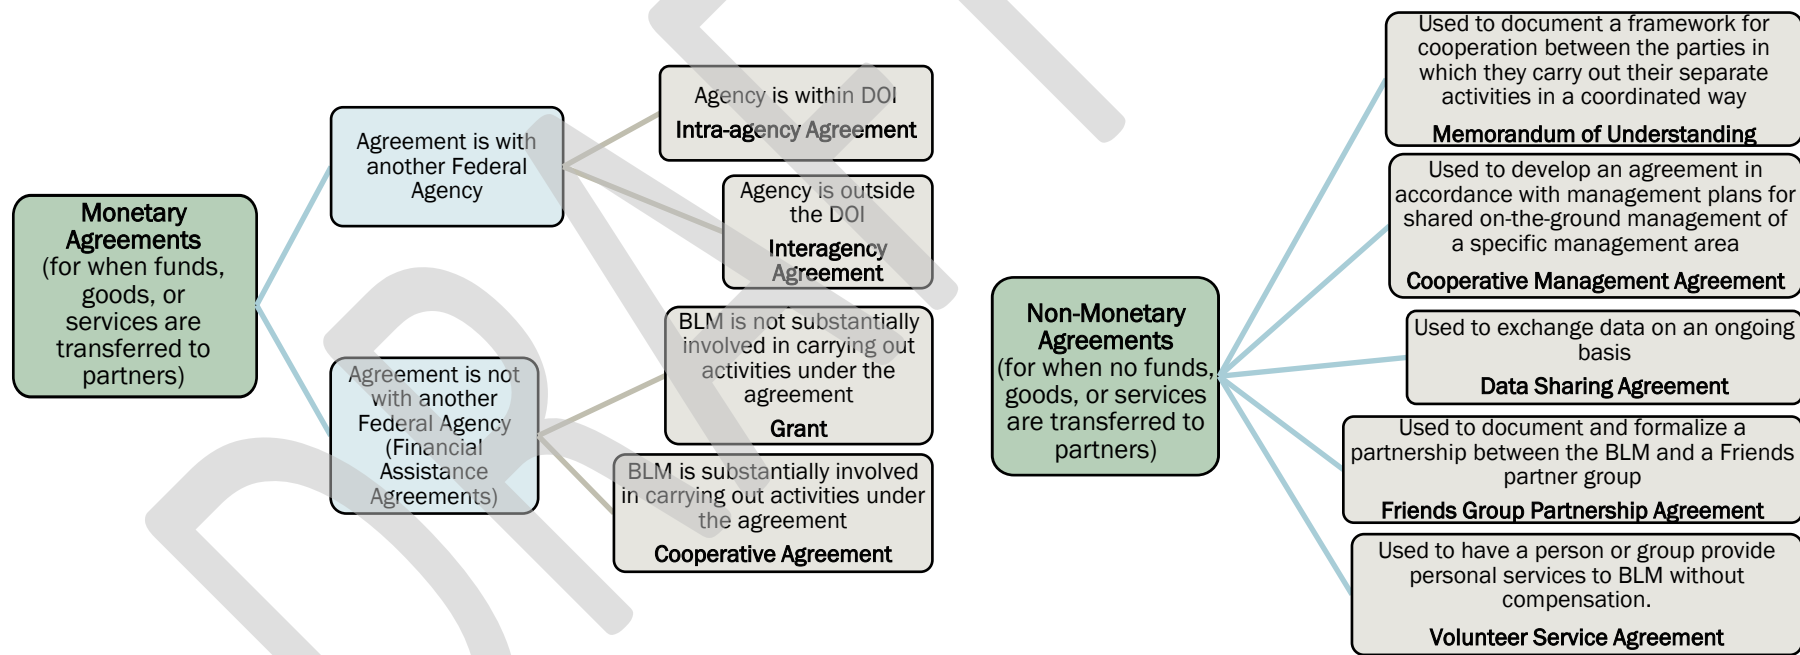 Monetary
Agreements
(for when funds,
goods, or
services are
transferred to
partners)
Agreement is with
another Federal
Agency
Agency is within DOI
Intra-agency Agreement
Agency is outside
the DOI
Interagency
Agreement
Agreement is not
with another
Federal Agency
(Financial
Assistance
Agreements)
BLM is not substantially
involved in carrying out
activities under the
agreement
Grant
BLM is substantially involved
in carrying out activities under
the agreement
Cooperative Agreement
Non-Monetary
Agreements
(for when no funds,
goods, or services
are transferred to
partners)
Used to document a framework for
cooperation between the parties in
which they carry out their separate
activities in a coordinated way
Memorandum of Understanding
Used to develop an agreement in
accordance with management plans for
shared on-the-ground management of
a specific management area
Cooperative Management Agreement
Used to exchange data on an ongoing
basis
Data Sharing Agreement
Used to document and formalize a
partnership between the BLM and a Friends
partner group
Friends Group Partnership Agreement
Used to have a person or group provide
personal services to BLM without
compensation.
Volunteer Service Agreement
DRAFT